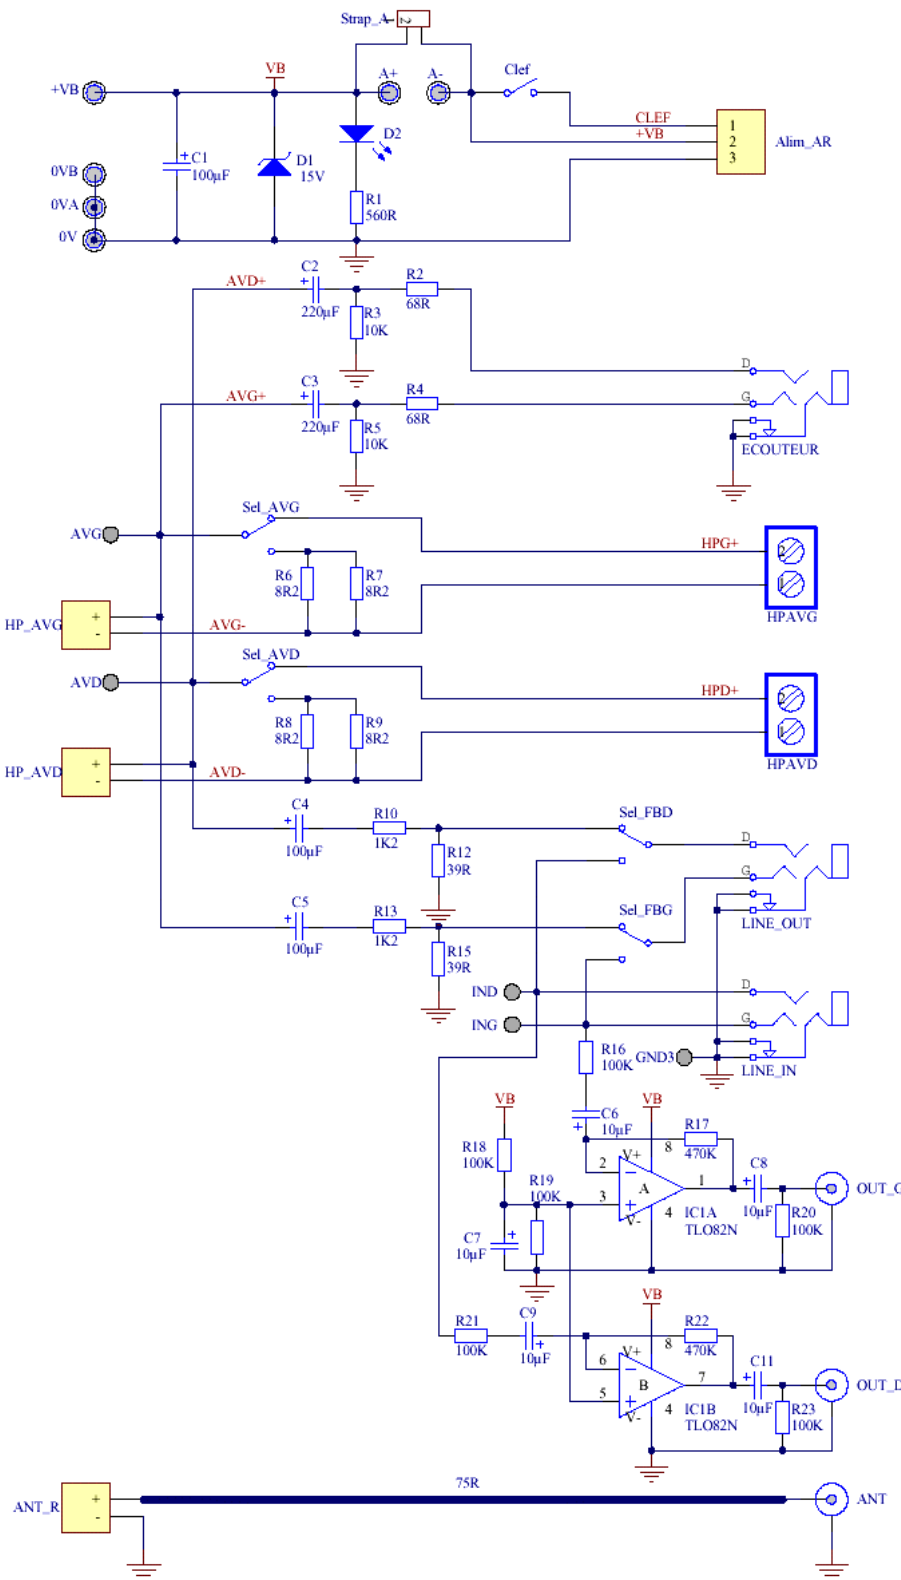 Strap_A
1 2
VB
A+
A-
Clef
+VB
CLEF
+VB
1
2
3
Alim_AR
D2
C1
100µF
D1
15V
0VB
0VA
0V
R1
560R
AVD+
C2
220µF
R2
68R
R3
10K
D
AVG+
C3
220µF
R4
68R
G
R5
10K
ECOUTEUR
Sel_AVG
AVG
HPG+
2
1
R6
8R2
R7
8R2
HPAVG
HP_AVG
+
-
AVG-
Sel_AVD
AVD
HPD+
2
1
R8
8R2
R9
8R2
HPAVD
HP_AVD
+
-
AVD-
C4
100µF
R10
1K2
Sel_FBD
D
R12
39R
G
C5
100µF
R13
1K2
Sel_FBG
LINE_OUT
R15
39R
IND
D
ING
G
R16
100K
GND3
LINE_IN
VB
VB
C6
10µF
R17
470K
R18
100K
V+
8
2
C8
10µF
R19
100K
A
1
OUT_G
3
V-
4
IC1A
TLO82N
R20
100K
C7
10µF
VB
C9
10µF
R21
100K
R22
470K
V+
8
6
C11
10µF
B
7
OUT_D
5
V-
4
IC1B
TLO82N
R23
100K
75R
ANT_R
+
-
ANT